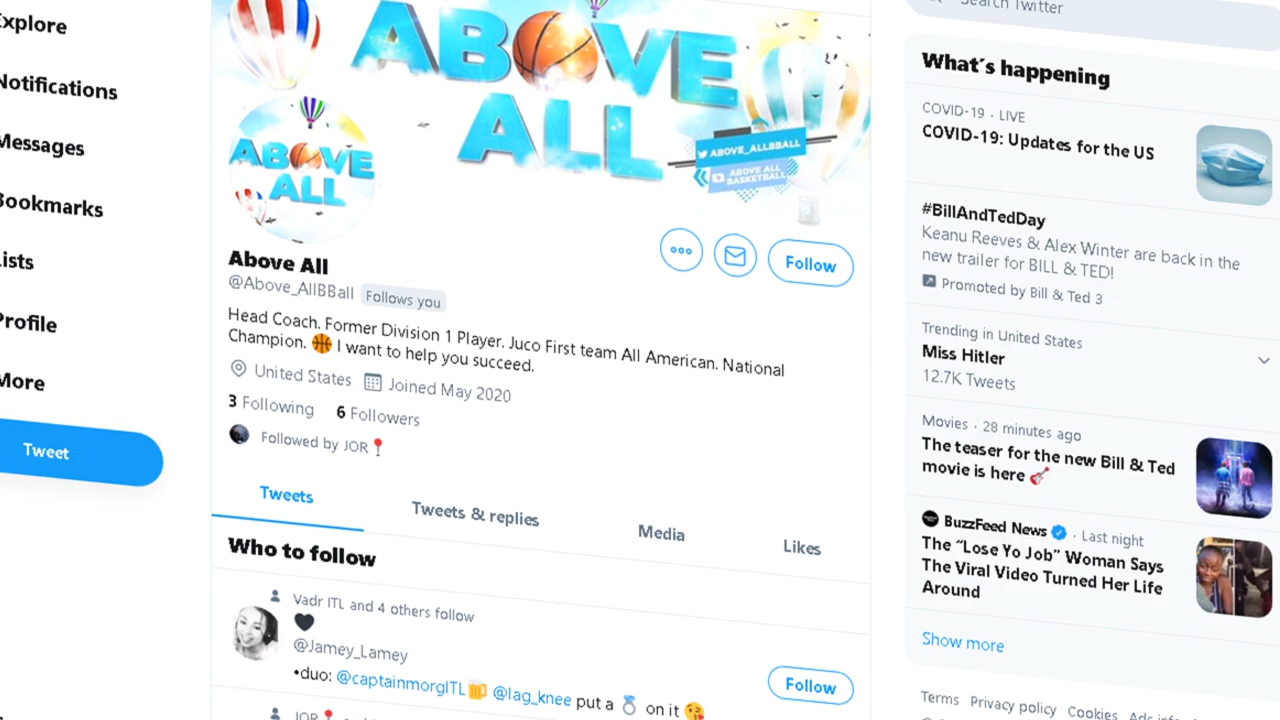 Explore
Notifications
Messages
Bookmarks
Lists
Profile
More
Tweet
ABOVE
ALL
ABOVE_ALLBBALL
ABOVE ALL
BASKETBALL
ABOVE
ALL
Follow
Above All
@Above_AllBBall Follows you
Head Coach. Former Division 1 Player. Juco First team All American. National
Champion. 🏀 I want to help you succeed.
United States Joined May 2020
3 Following 6 Followers
Followed by JOR📍
Tweets Tweets & replies Media Likes
Who to follow
Vadr ITL and 4 others follow
🖤
@Jamey_Lamey
•duo: @captainmorgITL🍺 @lag_knee put a 💍 on it 😘
Follow
JOR📍
Search Twitter
What's happening
COVID-19 · LIVE
COVID-19: Updates for the US
#BillAndTedDay
Keanu Reeves & Alex Winter are back in the
new trailer for BILL & TED!
Promoted by Bill & Ted 3
Trending in United States
Miss Hitler
12.7K Tweets
Movies · 28 minutes ago
The teaser for the new Bill & Ted
movie is here 🎸
BuzzFeed News · Last night
The "Lose Yo Job" Woman Says
The Viral Video Turned Her Life
Around
Show more
Terms Privacy policy Cookies Ads